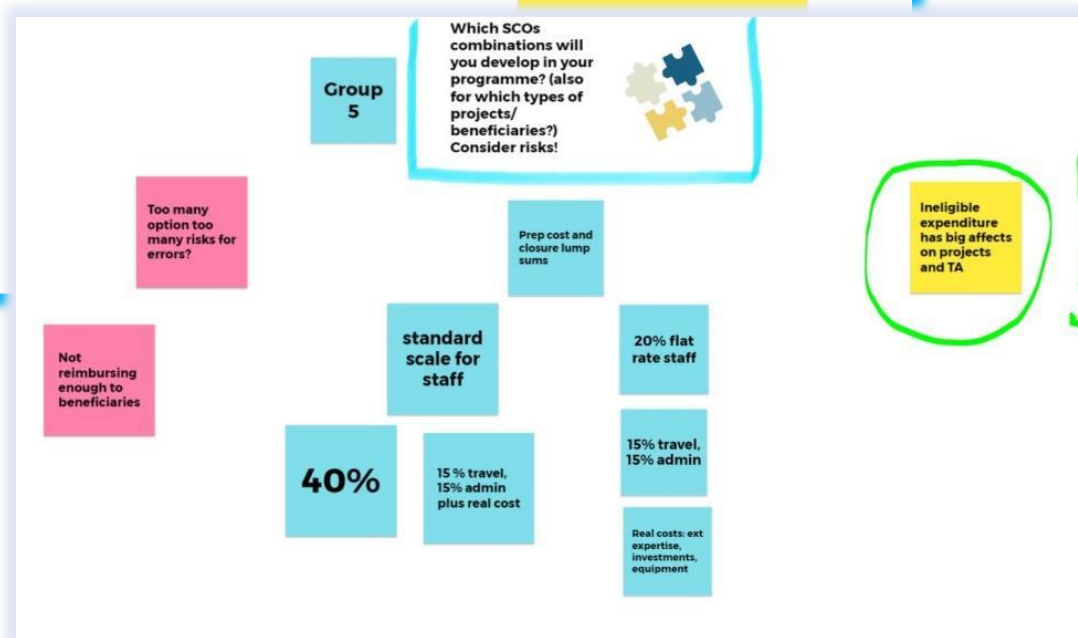 Which SCOs
combinations will
you develop in your
programme? (also
for which types of
projects/
beneficiaries?)
Consider risks!
Group
5
Too many
option too
many risks for
errors?
Prep cost and
closure lump
sums
Ineligible
expenditure
has big affects
on projects
and TA
Not
reimbursing
enough to
beneficiaries
standard
scale for
staff
20% flat
rate staff
40%
15 % travel,
15% admin
plus real cost
15% travel,
15% admin
Real costs: ext
expertise,
investments,
equipment